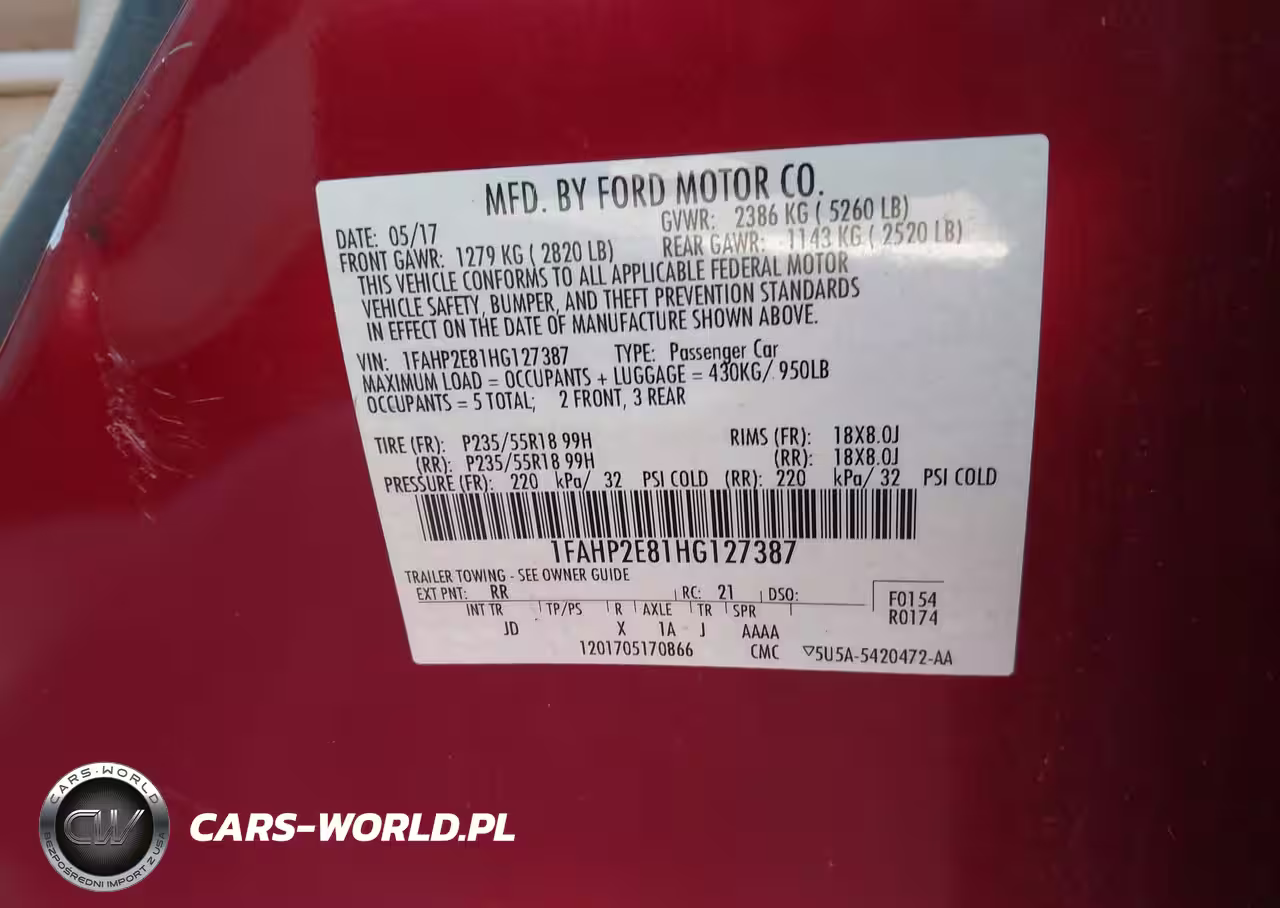 MFD. BY FORD MOTOR CO.
DATE: 05/17 GVWR: 2386 KG ( 5260 LB)
FRONT GAWR: 1279 KG ( 2820 LB) REAR GAWR: 1143 KG ( 2520 LB)
THIS VEHICLE CONFORMS TO ALL APPLICABLE FEDERAL MOTOR
VEHICLE SAFETY, BUMPER, AND THEFT PREVENTION STANDARDS
IN EFFECT ON THE DATE OF MANUFACTURE SHOWN ABOVE.
VIN: 1FAHP2E81HG127387 TYPE: Passenger Car
MAXIMUM LOAD = OCCUPANTS + LUGGAGE = 430KG/ 950LB
OCCUPANTS = 5 TOTAL; 2 FRONT, 3 REAR
TIRE (FR): P235/55R18 99H RIMS (FR): 18X8.0J
(RR): P235/55R18 99H (RR): 18X8.0J
PRESSURE (FR): 220 kPa/ 32 PSI COLD (RR): 220 kPa/ 32 PSI COLD
1FAHP2E81HG127387
TRAILER TOWING - SEE OWNER GUIDE
EXT PNT: RR RC: 21 DSO:
INT TR TP/PS R AXLE TR SPR
JD X 1A J AAAA
F0154
R0174
1201705170866 CMC ▽5U5A-5420472-AA
CARS-WORLD
CW
BEZPOŚREDNI IMPORT Z USA
CARS-WORLD.PL